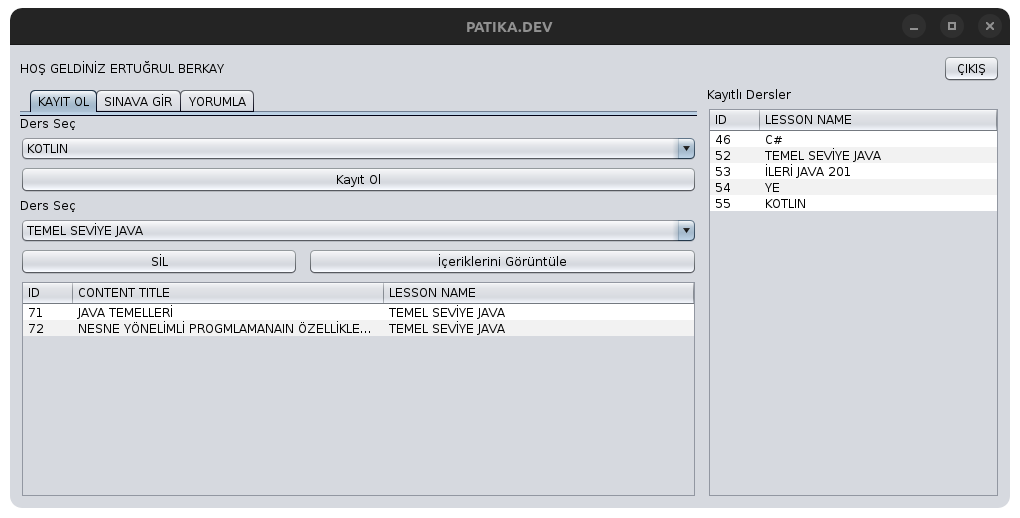 PATIKA.DEV
HOŞ GELDİNİZ ERTUĞRUL BERKAY
ÇIKIŞ
KAYIT OL SINAVA GİR YORUMLA
Ders Seç
KOTLIN
Kayıt Ol
Ders Seç
TEMEL SEVİYE JAVA
SİL İçeriklerini Görüntüle
ID CONTENT TITLE LESSON NAME
71 JAVA TEMELLERİ TEMEL SEVİYE JAVA
72 NESNE YÖNELİMLİ PROGMLAMANAIN ÖZELLİKLE... TEMEL SEVİYE JAVA
Kayıtlı Dersler
ID LESSON NAME
46 C#
52 TEMEL SEVİYE JAVA
53 İLERİ JAVA 201
54 YE
55 KOTLIN